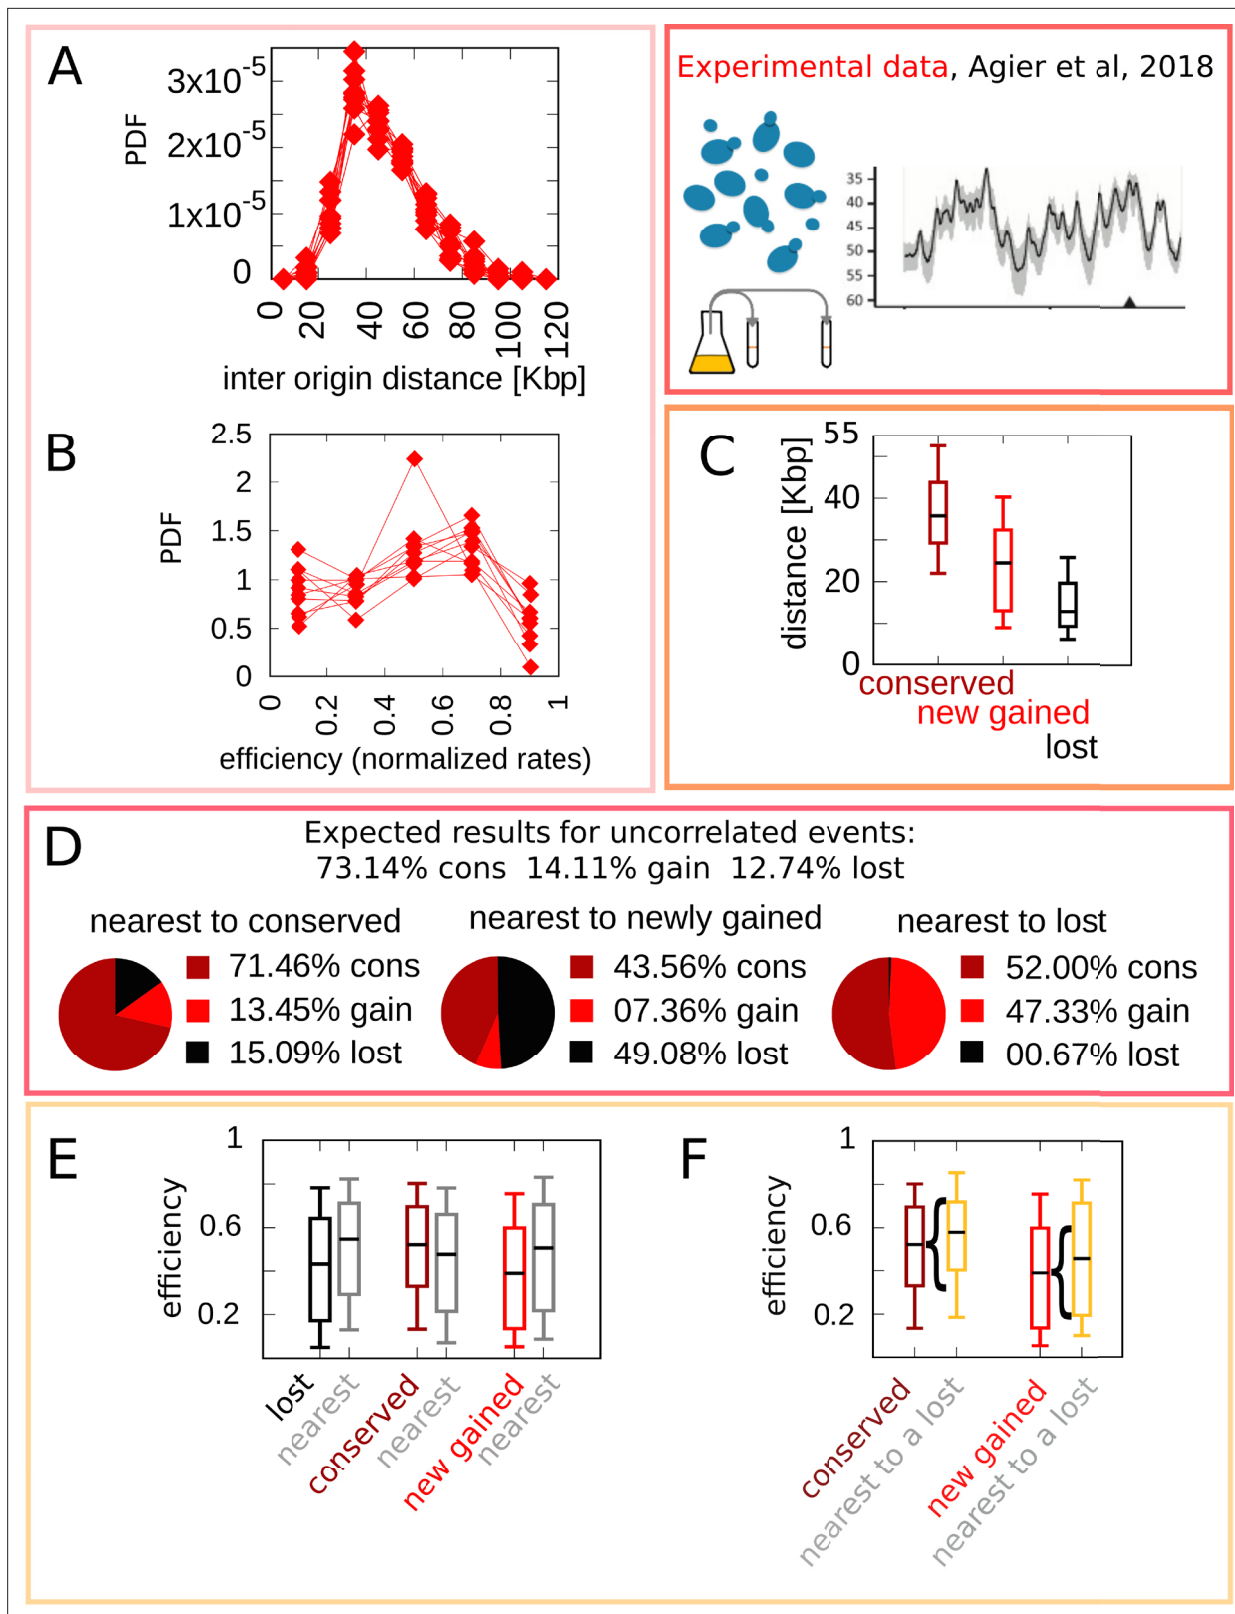 A
PDF
3x10-5
2x10-5
1x10-5
0
0 20 40 60 80 100 120
inter origin distance [Kbp]
Experimental data, Agier et al, 2018
35
40
45
50
55
60
B
PDF
2.5
2
1.5
1
0.5
0
0 0.2 0.4 0.6 0.8 1
efficiency (normalized rates)
C
distance [Kbp]
55
40
20
0
conserved
new gained
lost
D
Expected results for uncorrelated events:
73.14% cons 14.11% gain 12.74% lost
nearest to conserved
71.46% cons
13.45% gain
15.09% lost
nearest to newly gained
43.56% cons
07.36% gain
49.08% lost
nearest to lost
52.00% cons
47.33% gain
00.67% lost
E
efficiency
1
0.6
0.2
lost
nearest
conserved
nearest
new gained
nearest
F
efficiency
1
0.6
0.2
conserved
nearest to a lost
new gained
nearest to a lost